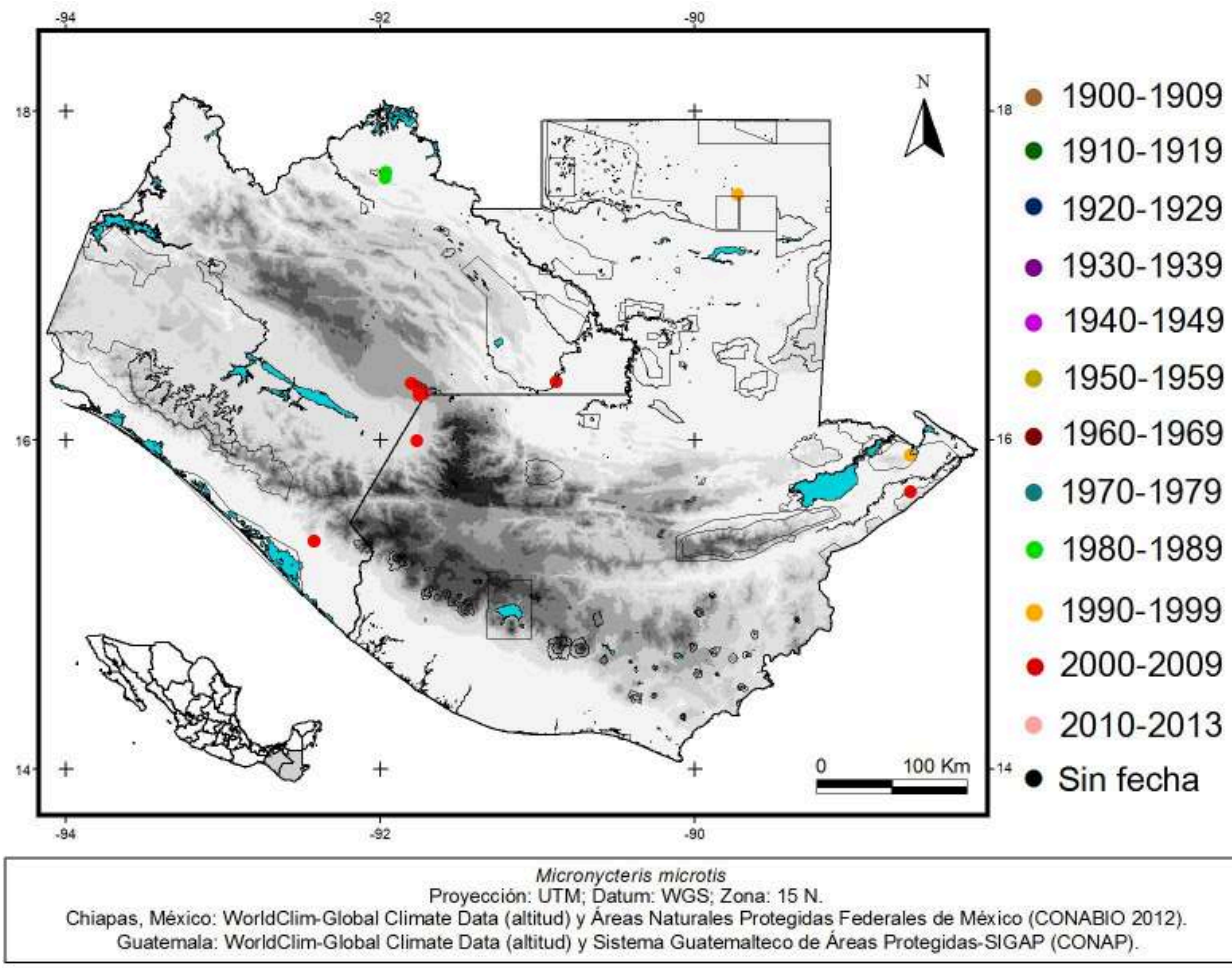 -94 -92 -90
18 18
N
16 16
14 14
0 100 Km
-94 -92 -90
1900-1909
1910-1919
1920-1929
1930-1939
1940-1949
1950-1959
1960-1969
1970-1979
1980-1989
1990-1999
2000-2009
2010-2013
Sin fecha
Micronycteris microtis
Proyección: UTM; Datum: WGS; Zona: 15 N.
Chiapas, México: WorldClim-Global Climate Data (altitud) y Áreas Naturales Protegidas Federales de México (CONABIO 2012).
Guatemala: WorldClim-Global Climate Data (altitud) y Sistema Guatemalteco de Áreas Protegidas-SIGAP (CONAP).